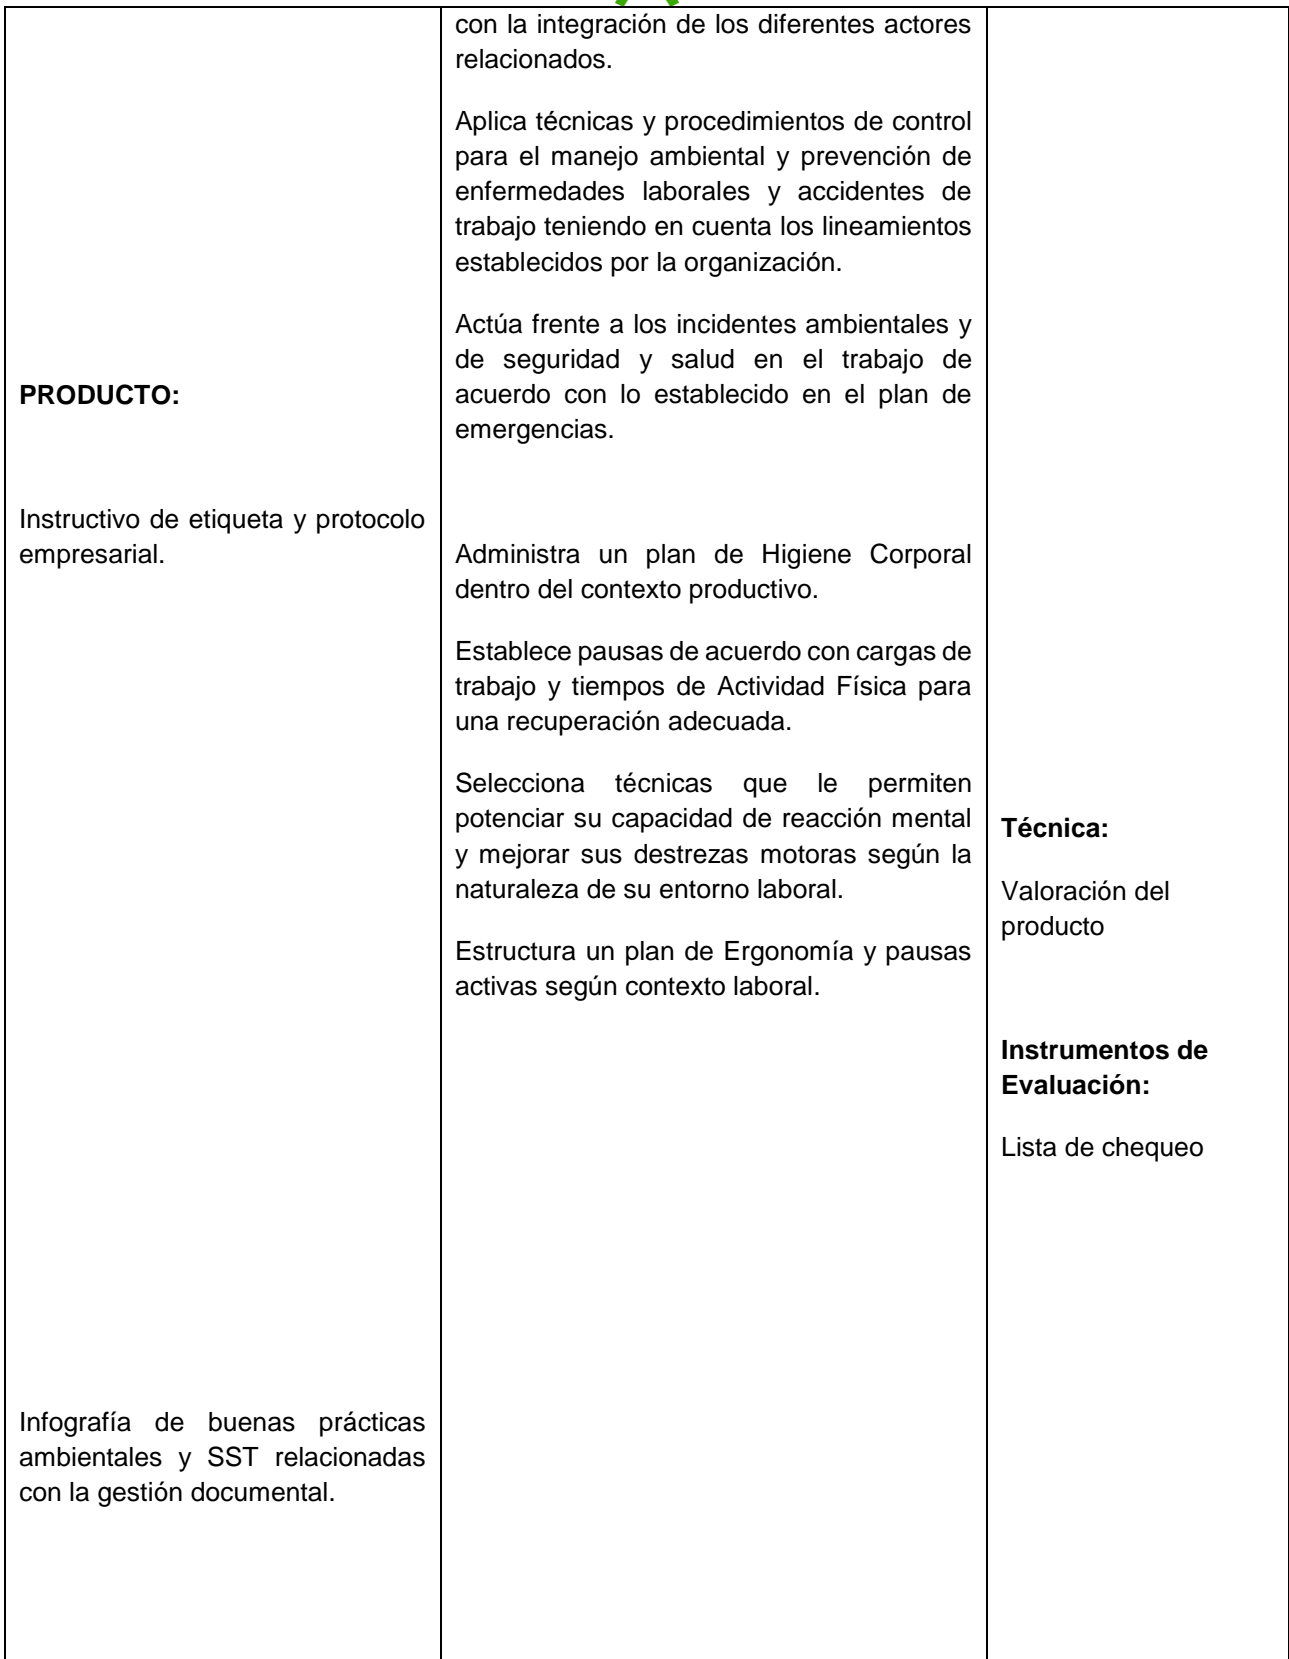 PRODUCTO:
Instructivo de etiqueta y protocolo
empresarial.
Infografía de buenas prácticas
ambientales y SST relacionadas
con la gestión documental.
con la integración de los diferentes actores
relacionados.
Aplica técnicas y procedimientos de control
para el manejo ambiental y prevención de
enfermedades laborales y accidentes de
trabajo teniendo en cuenta los lineamientos
establecidos por la organización.
Actúa frente a los incidentes ambientales y
de seguridad y salud en el trabajo de
acuerdo con lo establecido en el plan de
emergencias.
Administra un plan de Higiene Corporal
dentro del contexto productivo.
Establece pausas de acuerdo con cargas de
trabajo y tiempos de Actividad Física para
una recuperación adecuada.
Selecciona técnicas que le permiten
potenciar su capacidad de reacción mental
y mejorar sus destrezas motoras según la
naturaleza de su entorno laboral.
Estructura un plan de Ergonomía y pausas
activas según contexto laboral.
Técnica:
Valoración del
producto
Instrumentos de
Evaluación:
Lista de chequeo